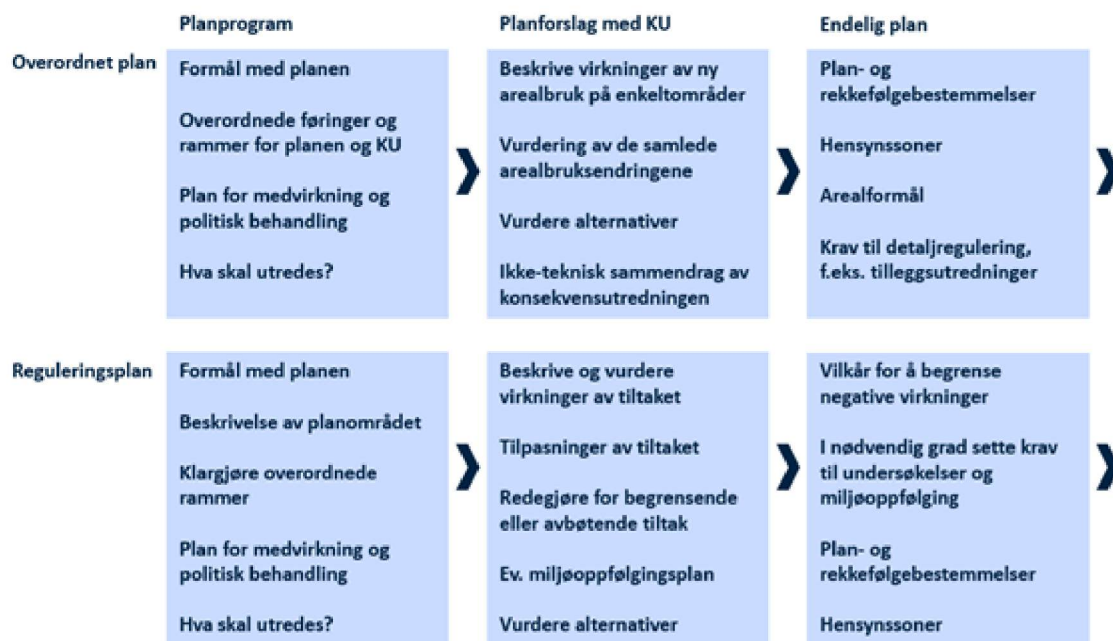 Planprogram
Planforslag med KU
Endelig plan
Overordnet plan
Formål med planen
Overordnede føringer og
rammer for planen og KU
Plan for medvirkning og
politisk behandling
Hva skal utredes?
Beskrive virkninger av ny
arealbruk på enkeltområder
Vurdering av de samlede
arealbruksendringene
Vurdere alternativer
Ikke-teknisk sammendrag av
konsekvensutredningen
Plan- og
rekkefølgebestemmelser
Hensynssoner
Arealformål
Krav til detaljregulering,
f.eks. tilleggsutredninger
Reguleringsplan
Formål med planen
Beskrivelse av planområdet
Klargjøre overordnede
rammer
Plan for medvirkning og
politisk behandling
Hva skal utredes?
Beskrive og vurdere
virkninger av tiltaket
Tilpasninger av tiltaket
Redegjøre for begrensende
eller avbøtende tiltak
Ev. miljøoppfølgingsplan
Vurdere alternativer
Vilkår for å begrense
negative virkninger
I nødvendig grad sette krav
til undersøkelser og
miljøoppfølging
Plan- og
rekkefølgebestemmelser
Hensynssoner